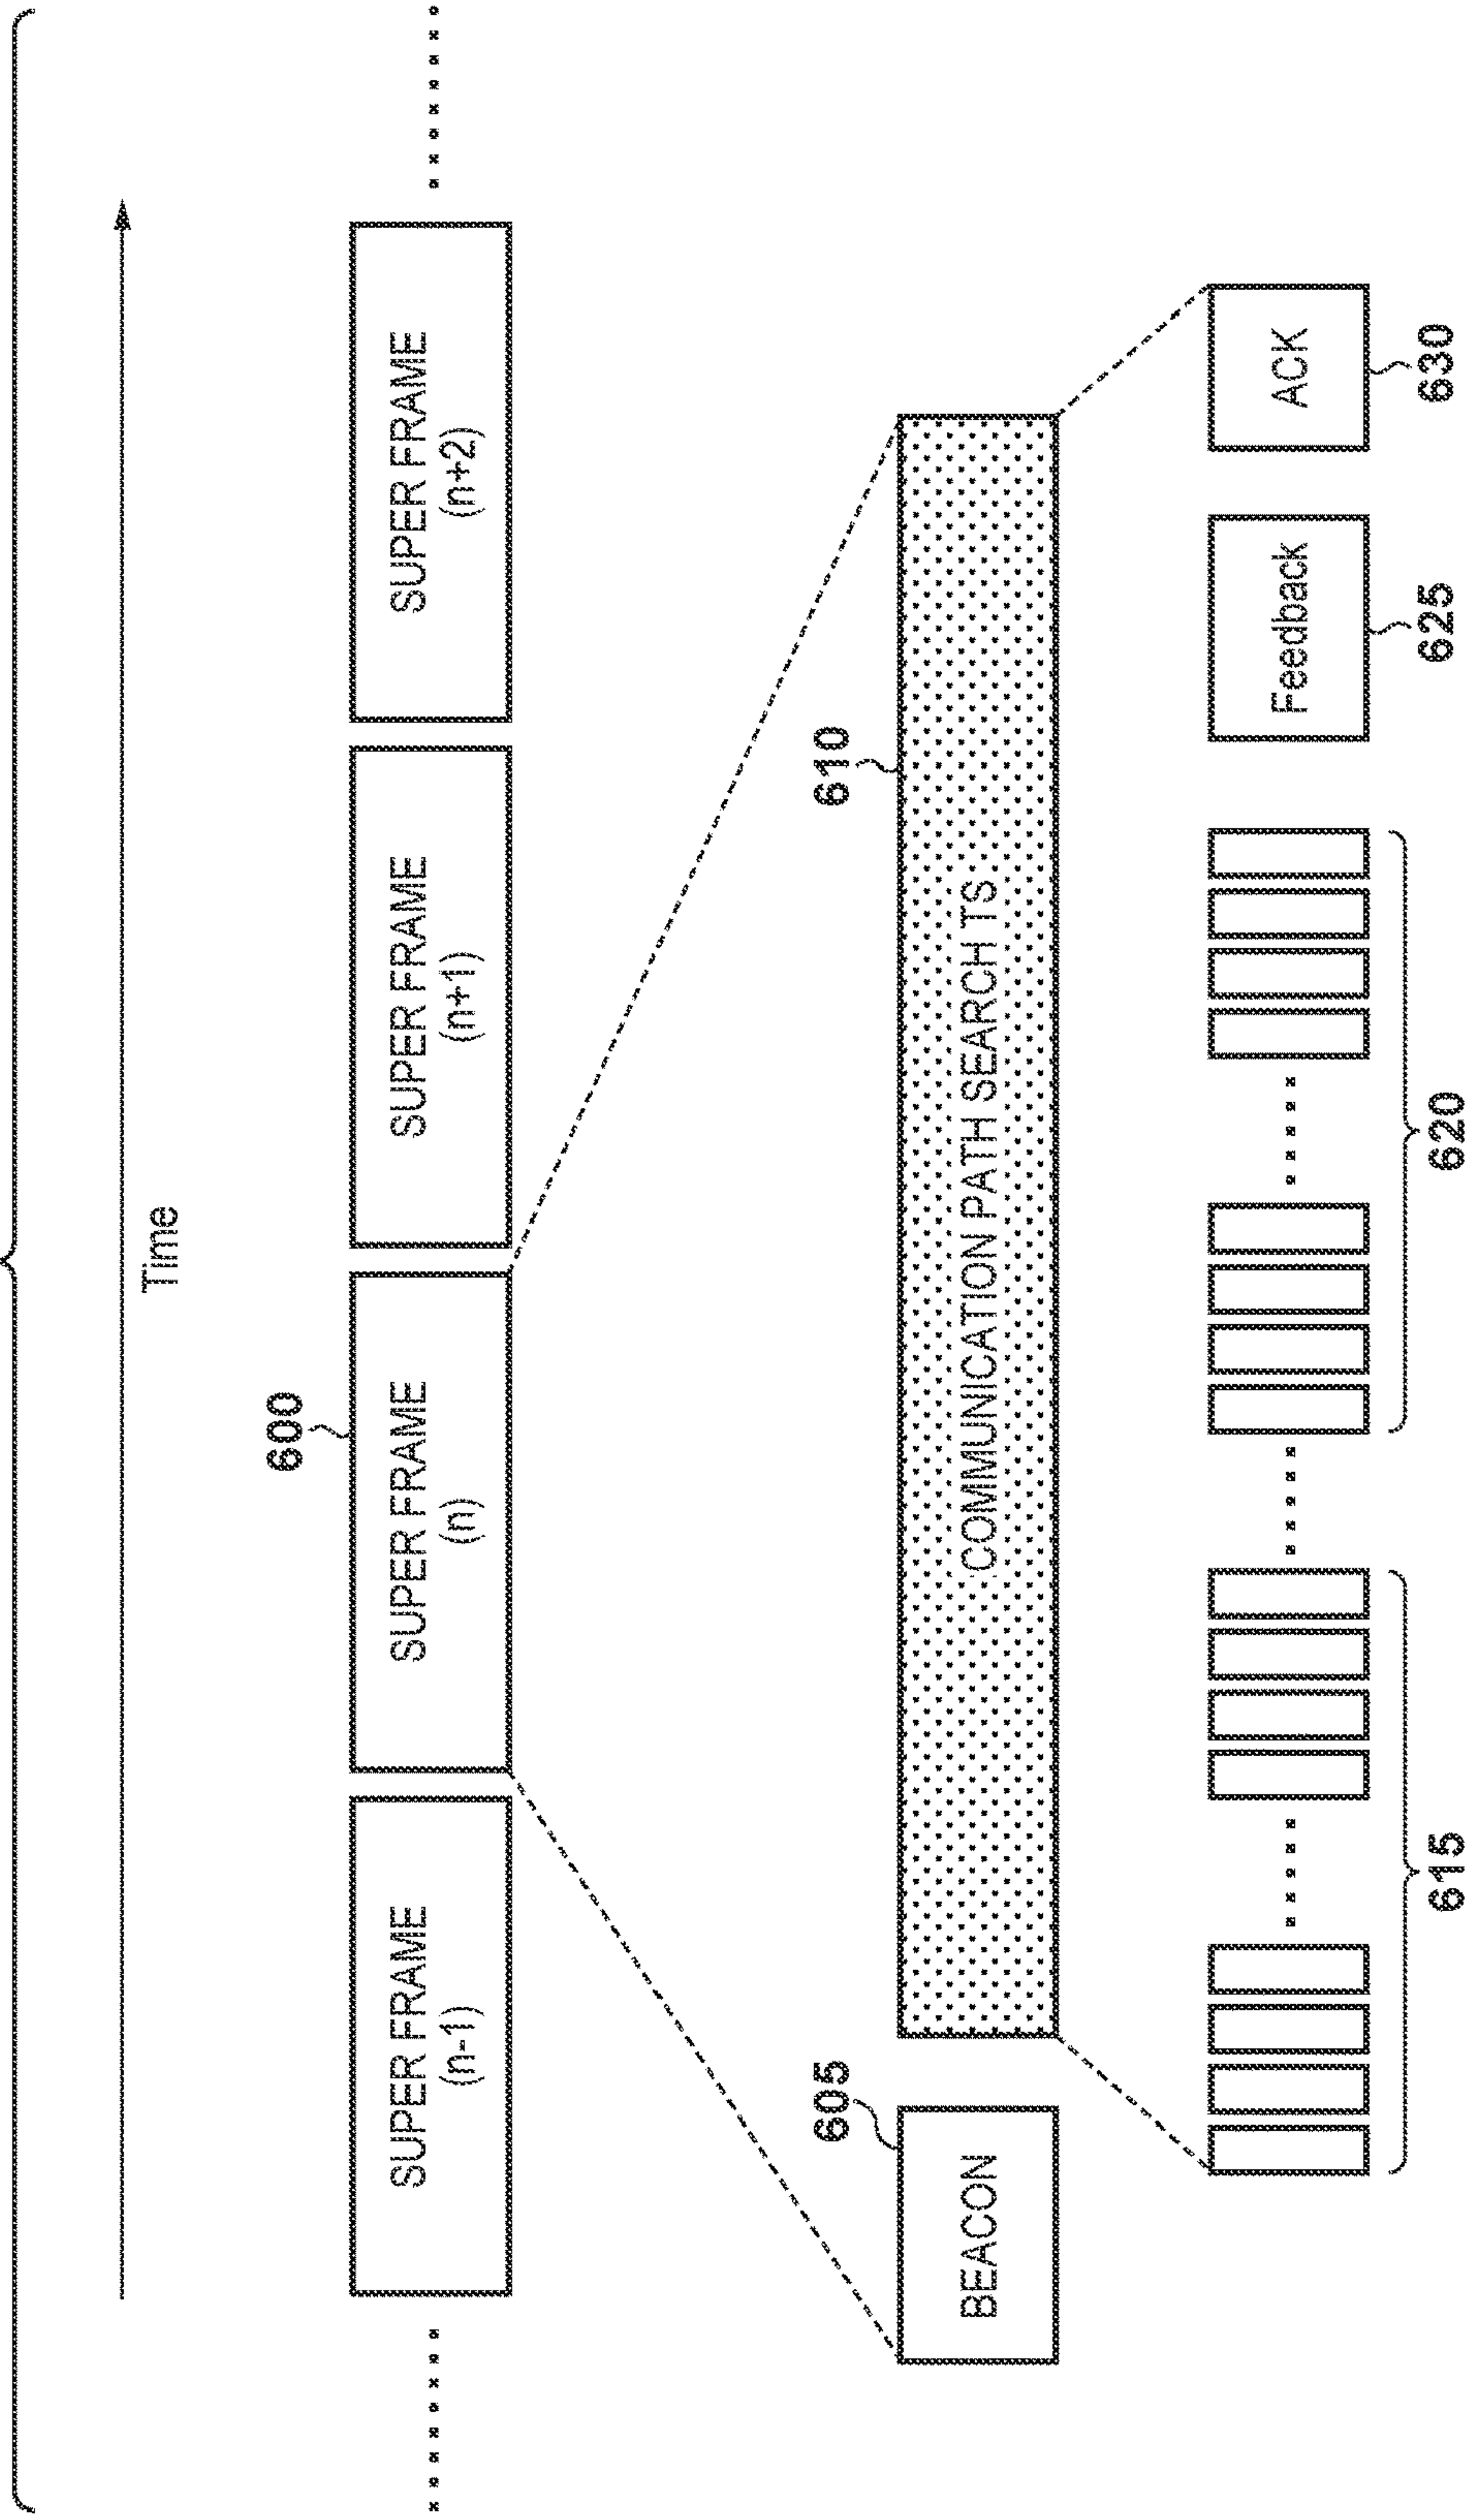 Time
600
SUPER FRAME
(n-1)
SUPER FRAME
(n)
SUPER FRAME
(n+1)
SUPER FRAME
(n+2)
605
610
BEACON
COMMUNICATION PATH SEARCH TS
Feedback
ACK
615
620
625
630